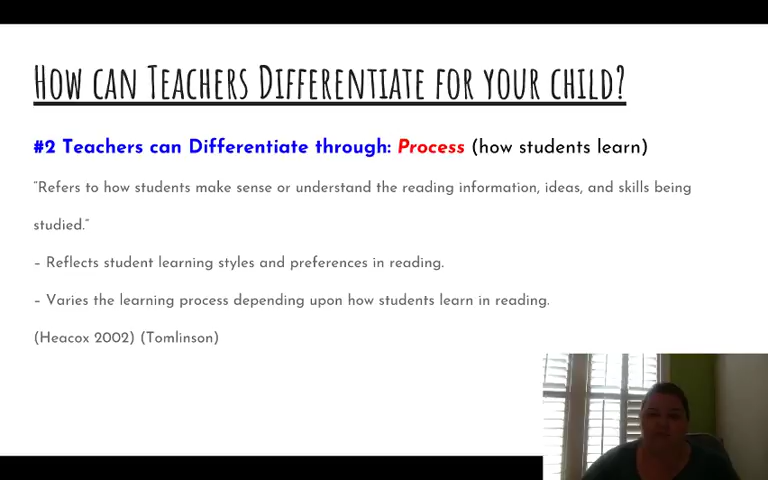 How can Teachers Differentiate for your child?
#2 Teachers can Differentiate through: Process (how students learn)
"Refers to how students make sense or understand the reading information, ideas, and skills being
studied."
– Reflects student learning styles and preferences in reading.
– Varies the learning process depending upon how students learn in reading.
(Heacox 2002) (Tomlinson)